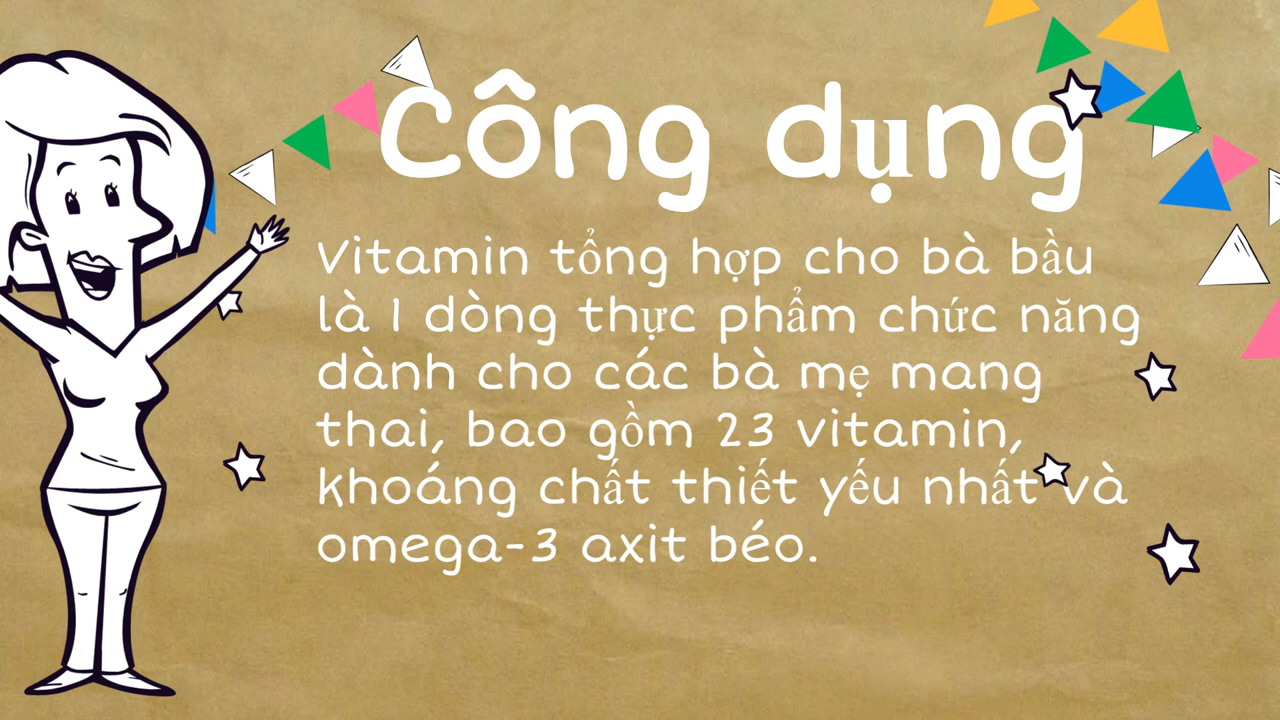 Công dụng
Vitamin tổng hợp cho bà bầu
là 1 dòng thực phẩm chức năng
dành cho các bà mẹ mang
thai, bao gồm 23 vitamin,
khoáng chất thiết yếu nhất và
omega-3 axit béo.